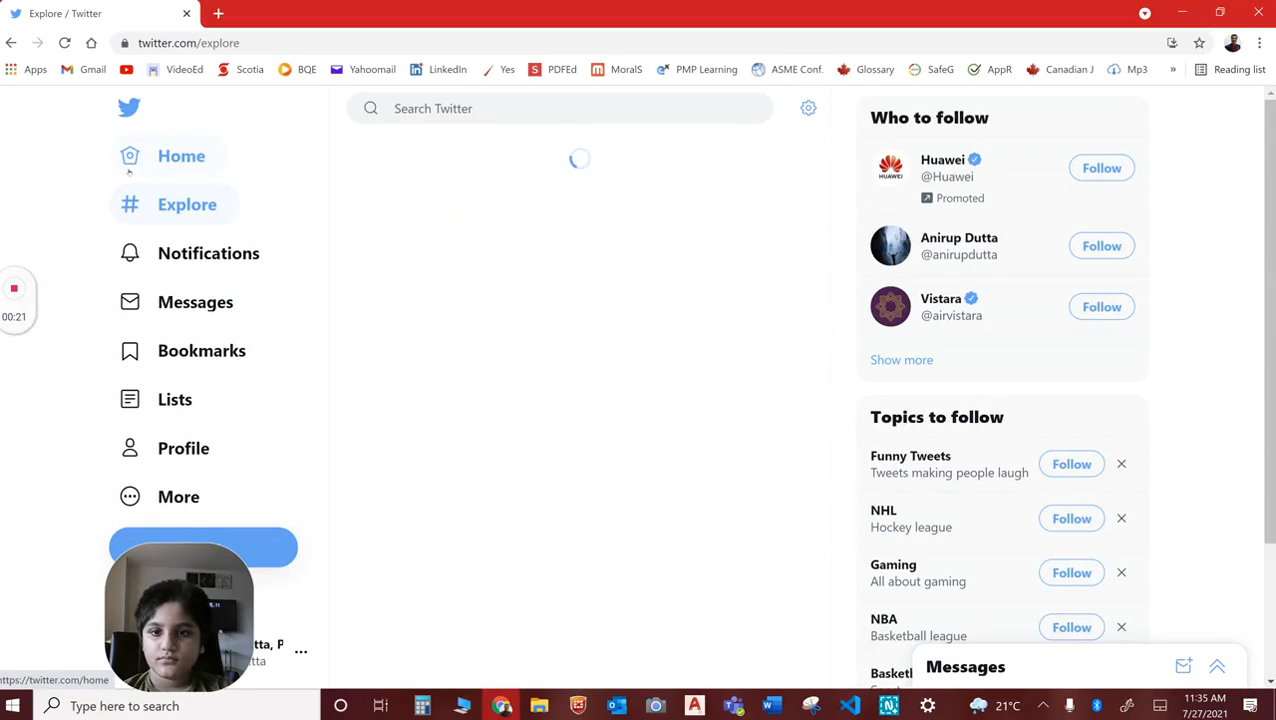 Explore / Twitter
twitter.com/explore
Apps
Gmail
VideoEd
Scotia
BQE
Yahoomail
LinkedIn
Yes
PDFEd
MoralS
PMP Learning
ASME Conf.
Glossary
SafeG
AppR
Canadian J
Mp3
»
Reading list
Home
Explore
Notifications
Messages
Bookmarks
Lists
Profile
More
00:21
Search Twitter
Who to follow
Huawei
@Huawei
Promoted
Follow
Anirup Dutta
@anirupdutta
Follow
Vistara
@airvistara
Follow
Show more
Topics to follow
Funny Tweets
Tweets making people laugh
Follow
NHL
Hockey league
Follow
Gaming
All about gaming
Follow
NBA
Basketball league
Follow
Messages
https://twitter.com/home
Type here to search
21°C
11:35 AM
7/27/2021